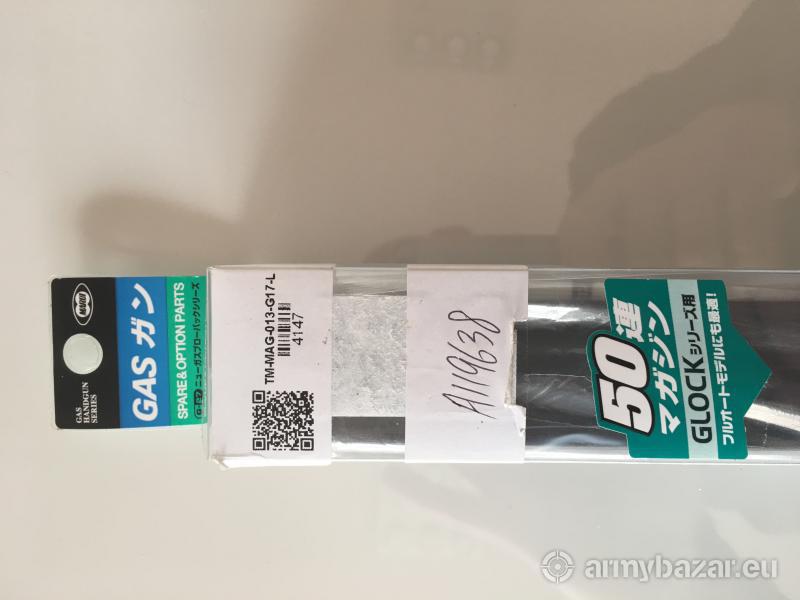 MARUI
GAS
HANDGUN
SERIES
GAS ガン
SPARE & OPTION PARTS
ニューガスブローバックシリーズ
TM-MAG-013-G17-L
4147
A119638
50連
マガジン
GLOCKシリーズ用
フルオートモデルにも最適!
armybazar.eu